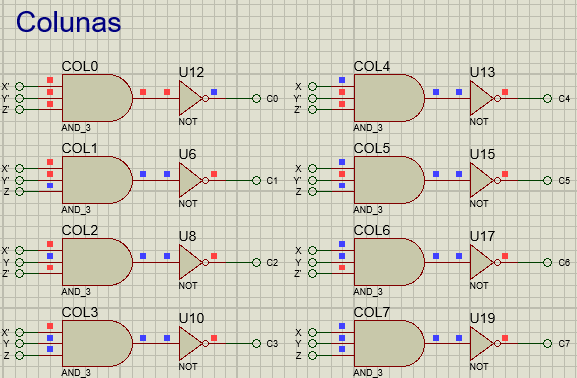 Colunas
COL0
X'
Y'
Z'
AND_3
U12
NOT
C0
COL4
X
Y'
Z'
AND_3
U13
NOT
C4
COL1
X'
Y'
Z
AND_3
U6
NOT
C1
COL5
X
Y'
Z
AND_3
U15
NOT
C5
COL2
X'
Y
Z'
AND_3
U8
NOT
C2
COL6
X
Y
Z'
AND_3
U17
NOT
C6
COL3
X'
Y
Z
AND_3
U10
NOT
C3
COL7
X
Y
Z
AND_3
U19
NOT
C7